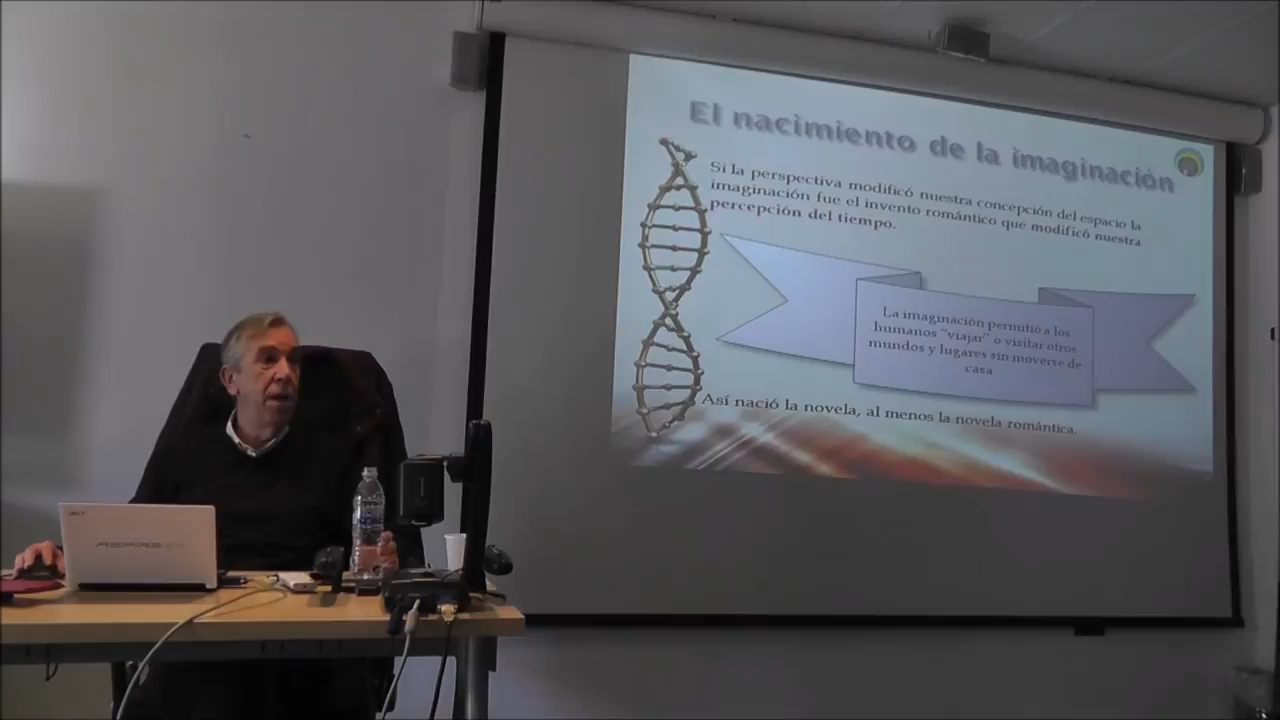 El nacimiento de la imaginación
Si la perspectiva modificó nuestra concepción del espacio la
imaginación fue el invento romántico que modificó nuestra
percepción del tiempo.
La imaginación permitió a los
humanos "viajar" o visitar otros
mundos y lugares sin moverse de
casa
Así nació la novela, al menos la novela romántica.
acer
ASPIRE